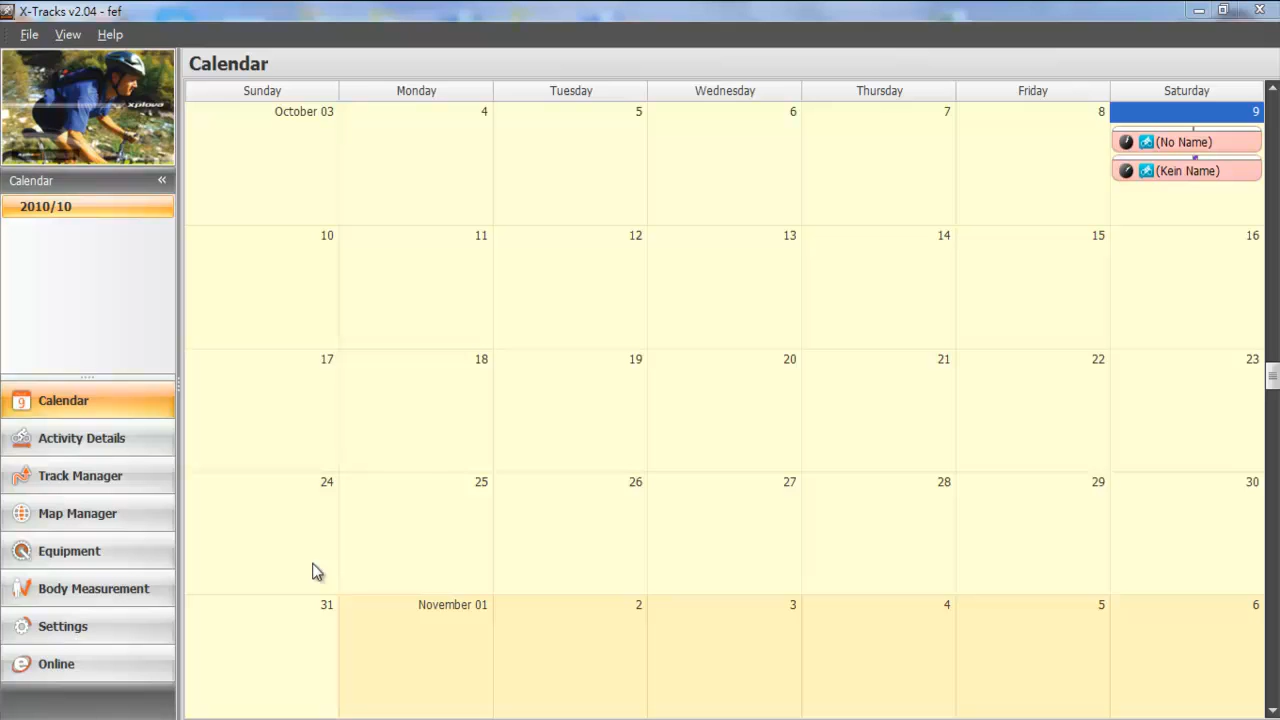 X-Tracks v2.04 - fef
File View Help
xplova
Calendar
2010/10
Calendar
Activity Details
Track Manager
Map Manager
Equipment
Body Measurement
9
Settings
Online
Calendar
Sunday Monday Tuesday Wednesday Thursday Friday Saturday
October 03 4 5 6 7 8 9
(No Name)
(Kein Name)
10 11 12 13 14 15 16
17 18 19 20 21 22 23
24 25 26 27 28 29 30
31 November 01 2 3 4 5 6